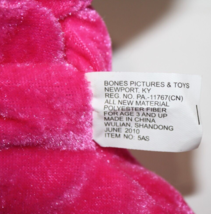 BONES PICTURES & TOYS
NEWPORT, KY
REG. NO. PA.-11767(CN)
ALL NEW MATERIAL
POLYESTER FIBER
FOR AGE 3 AND UP
MADE IN CHINA
WULIAN, SHANDONG
JUNE 2010
ITEM NO. 5AS